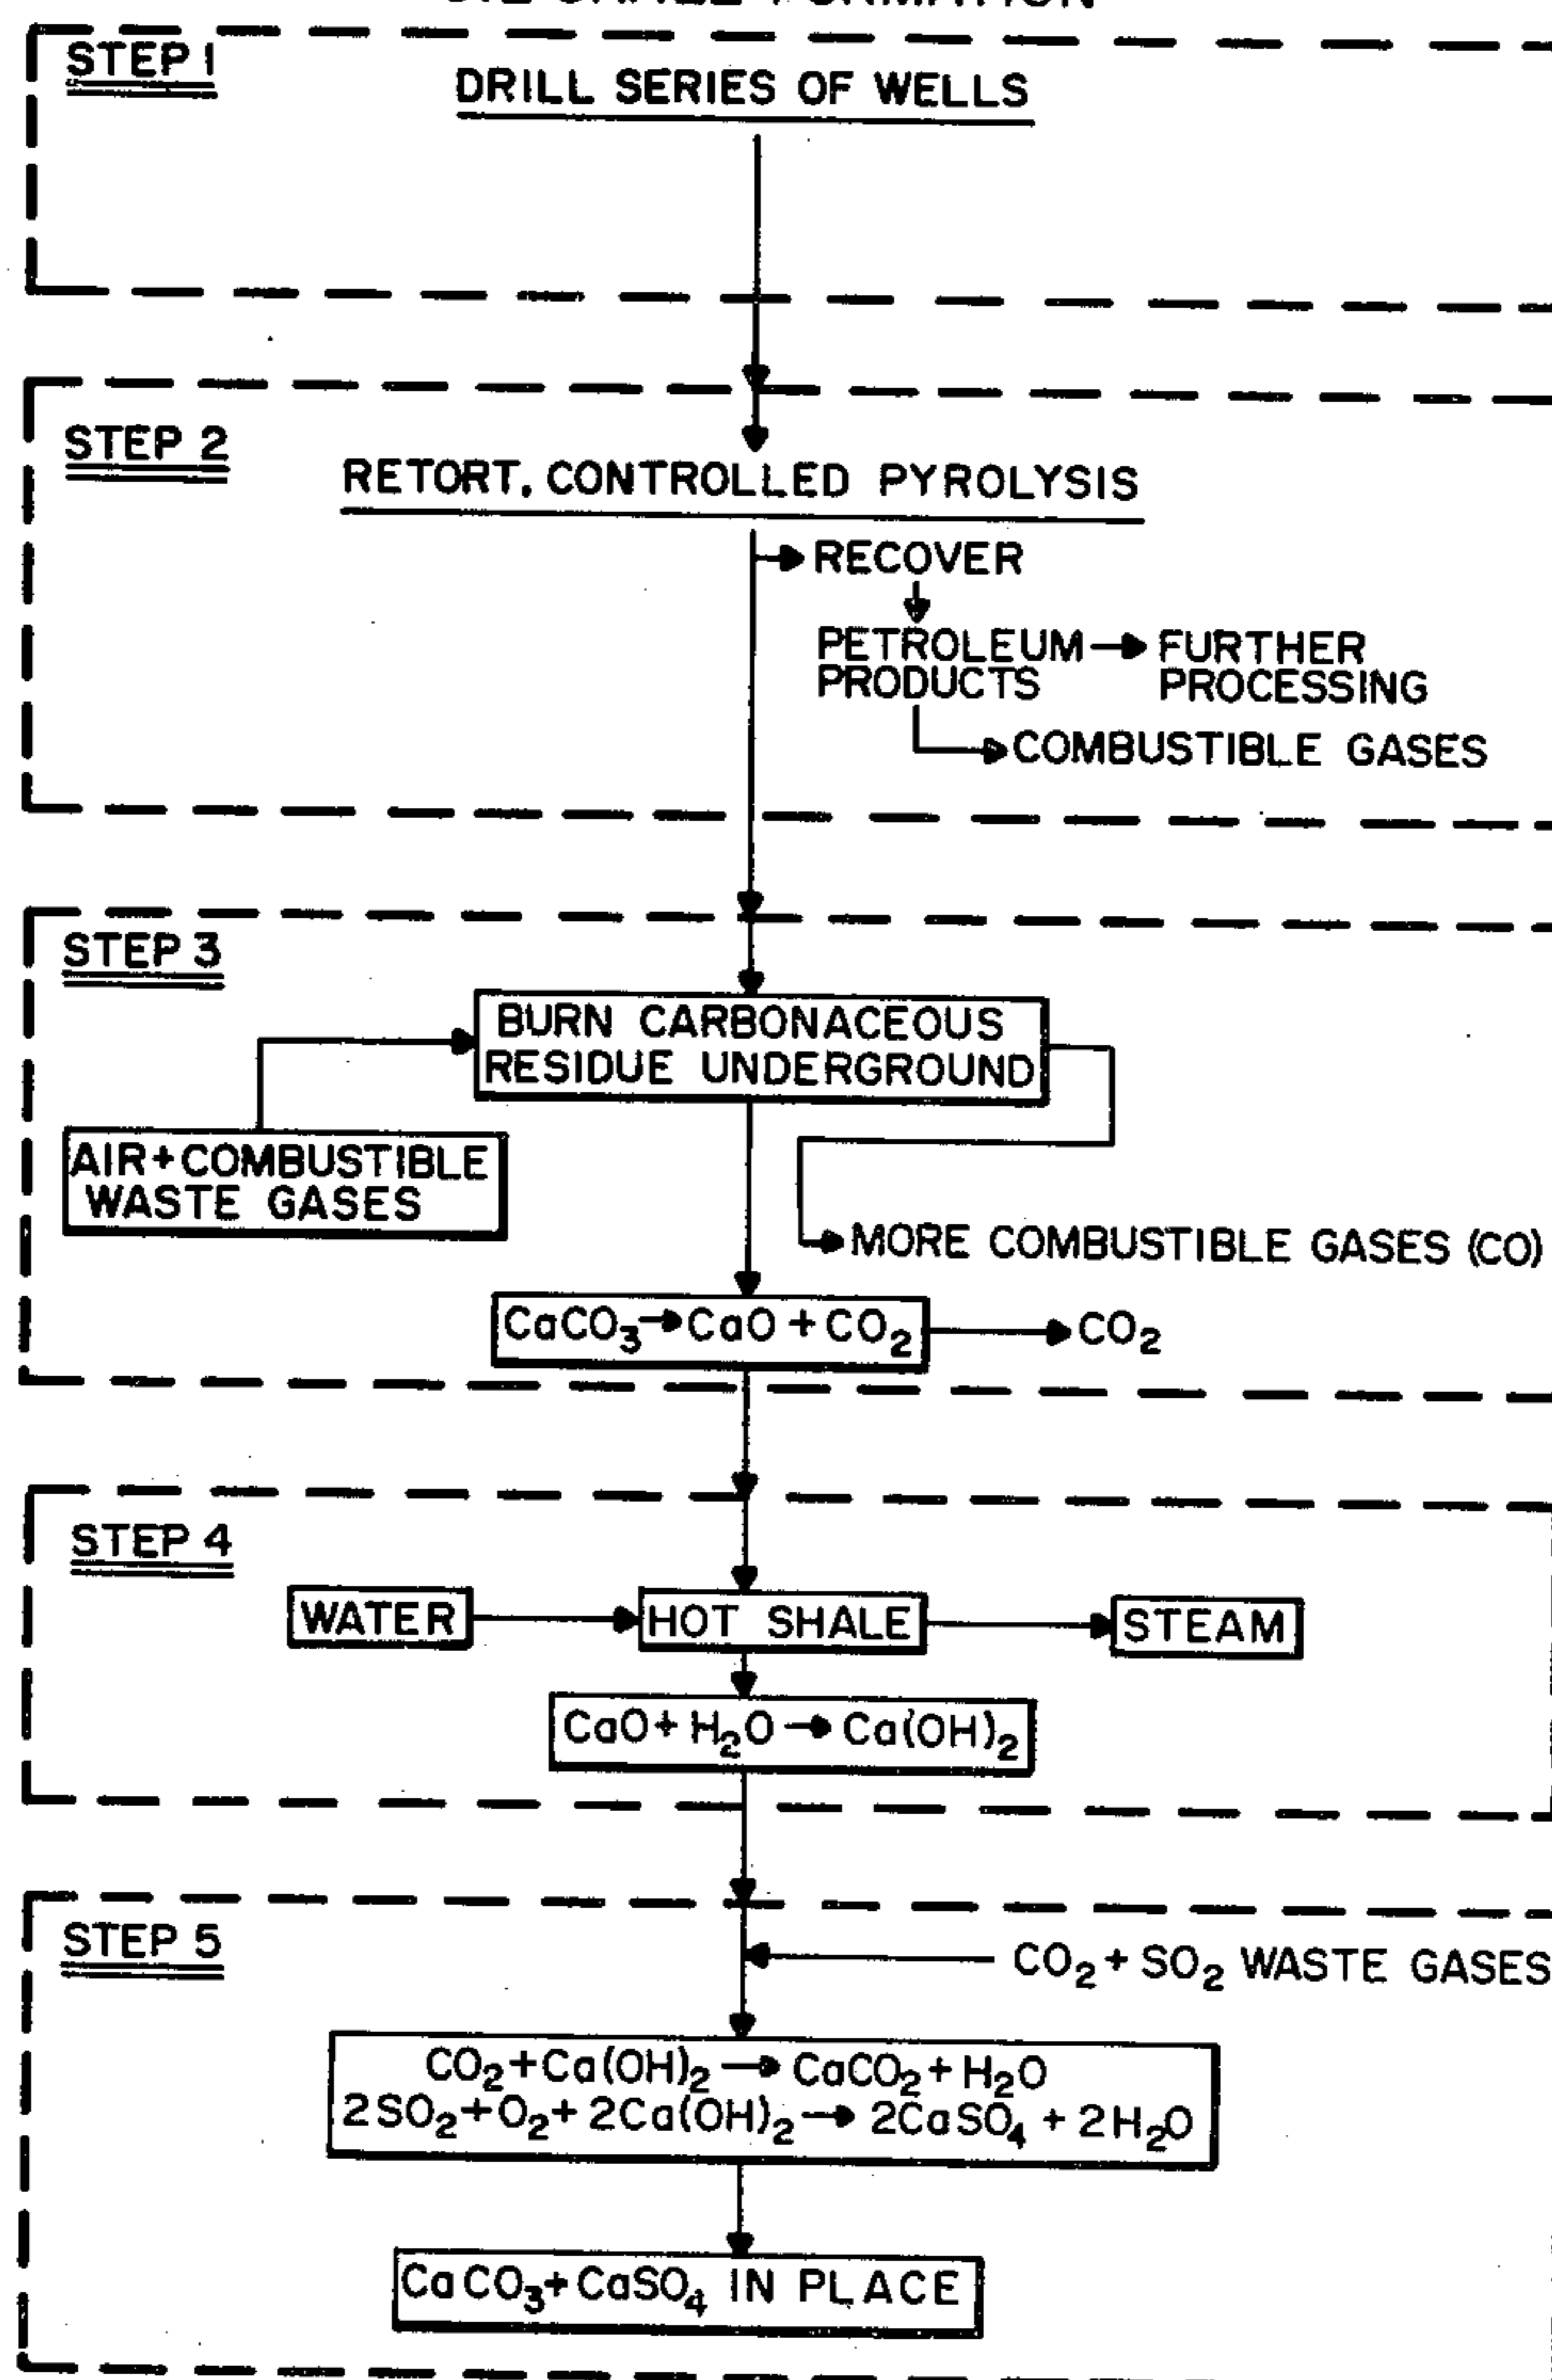 STEP 1
DRILL SERIES OF WELLS
STEP 2
RETORT, CONTROLLED PYROLYSIS
RECOVER
PETROLEUM → FURTHER
PRODUCTS PROCESSING
COMBUSTIBLE GASES
STEP 3
BURN CARBONACEOUS
RESIDUE UNDERGROUND
AIR+COMBUSTIBLE
WASTE GASES
MORE COMBUSTIBLE GASES (CO)
CaCO₃→CaO+CO₂ → CO₂
STEP 4
WATER → HOT SHALE → STEAM
CaO+H₂O→Ca(OH)₂
STEP 5
CO₂+SO₂ WASTE GASES
CO₂+Ca(OH)₂→CaCO₂+H₂O
2SO₂+O₂+2Ca(OH)₂→2CaSO₄+2H₂O
CaCO₃+CaSO₄ IN PLACE